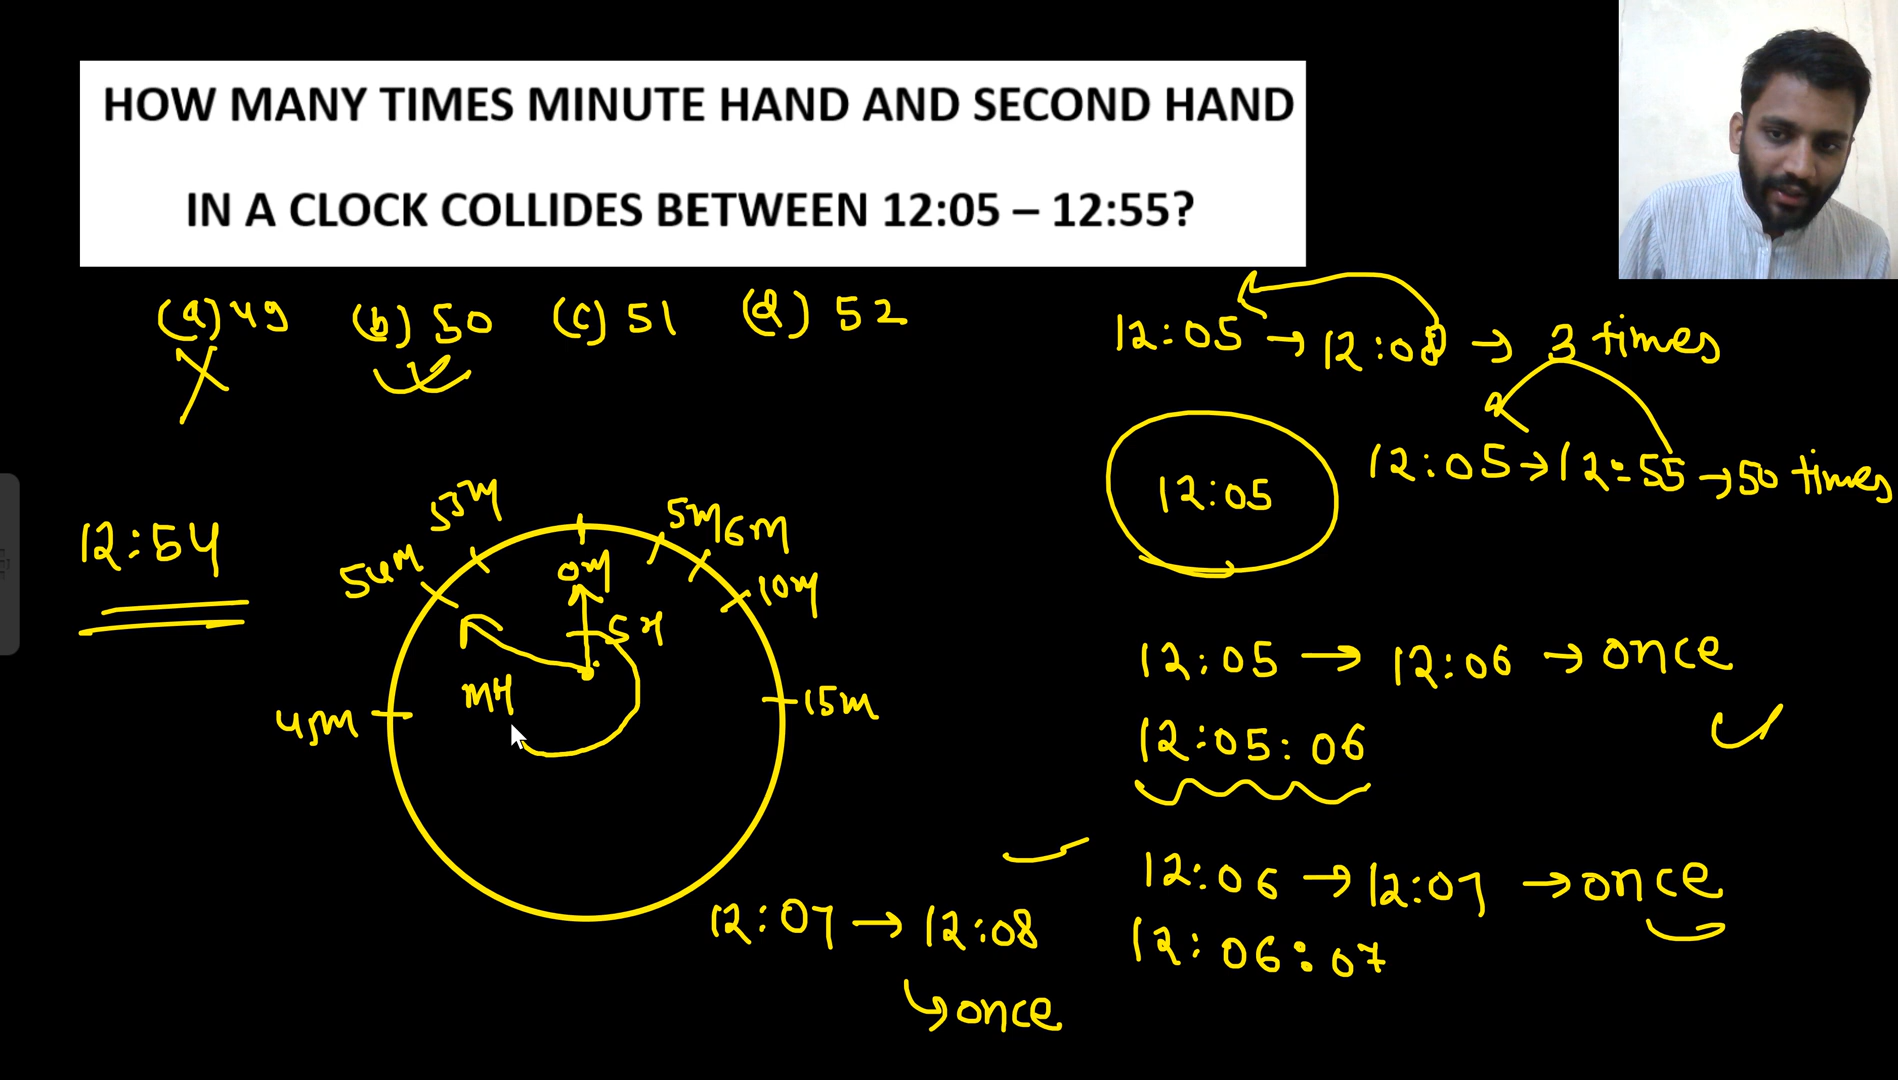 HOW MANY TIMES MINUTE HAND AND SECOND HAND
IN A CLOCK COLLIDES BETWEEN 12:05 – 12:55?
(a) 49 (b) 50 (c) 51 (d) 52
12:05 → 12:08 → 3 times
12:05 → 12:55 → 50 times
12:05
12:54
45m
54m
53m
0M
5m
6m
10m
15m
SH
MH
12:05 → 12:06 → once
12:05:06
12:06 → 12:07 → once
12:06:07
12:07 → 12:08
↳ once